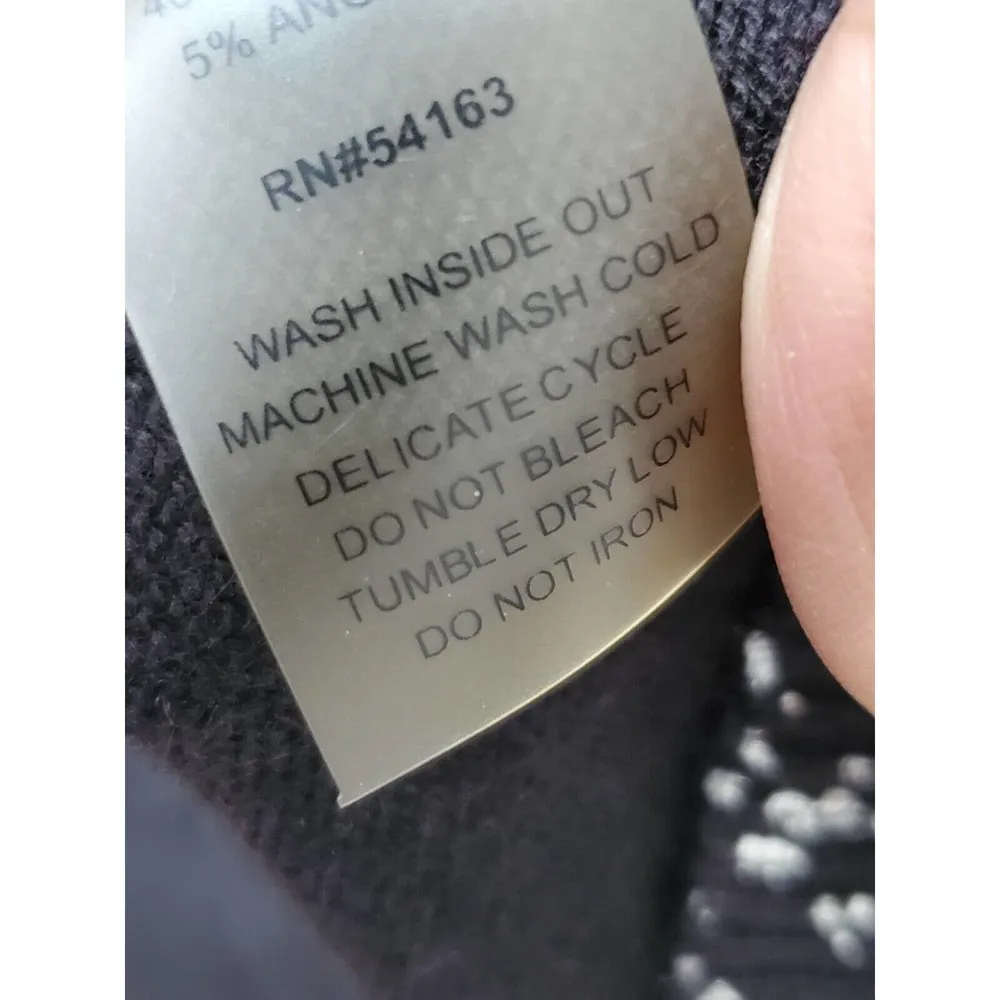 5%
RN#54163
WASH INSIDE OUT
MACHINE WASH COLD
DELICATE CYCLE
DO NOT BLEACH
TUMBLE DRY LOW
DO NOT IRON